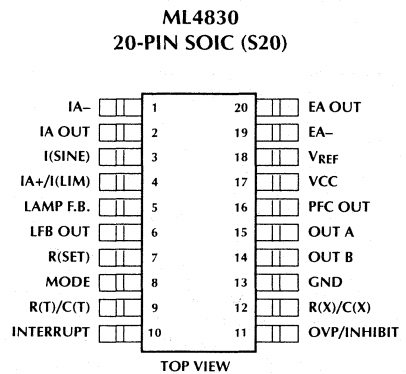 ML4830
20-PIN SOIC (S20)
IA– 1 20 EA OUT
IA OUT 2 19 EA–
I(SINE) 3 18 VREF
IA+/I(LIM) 4 17 VCC
LAMP F.B. 5 16 PFC OUT
LFB OUT 6 15 OUT A
R(SET) 7 14 OUT B
MODE 8 13 GND
R(T)/C(T) 9 12 R(X)/C(X)
INTERRUPT 10 11 OVP/INHIBIT
TOP VIEW